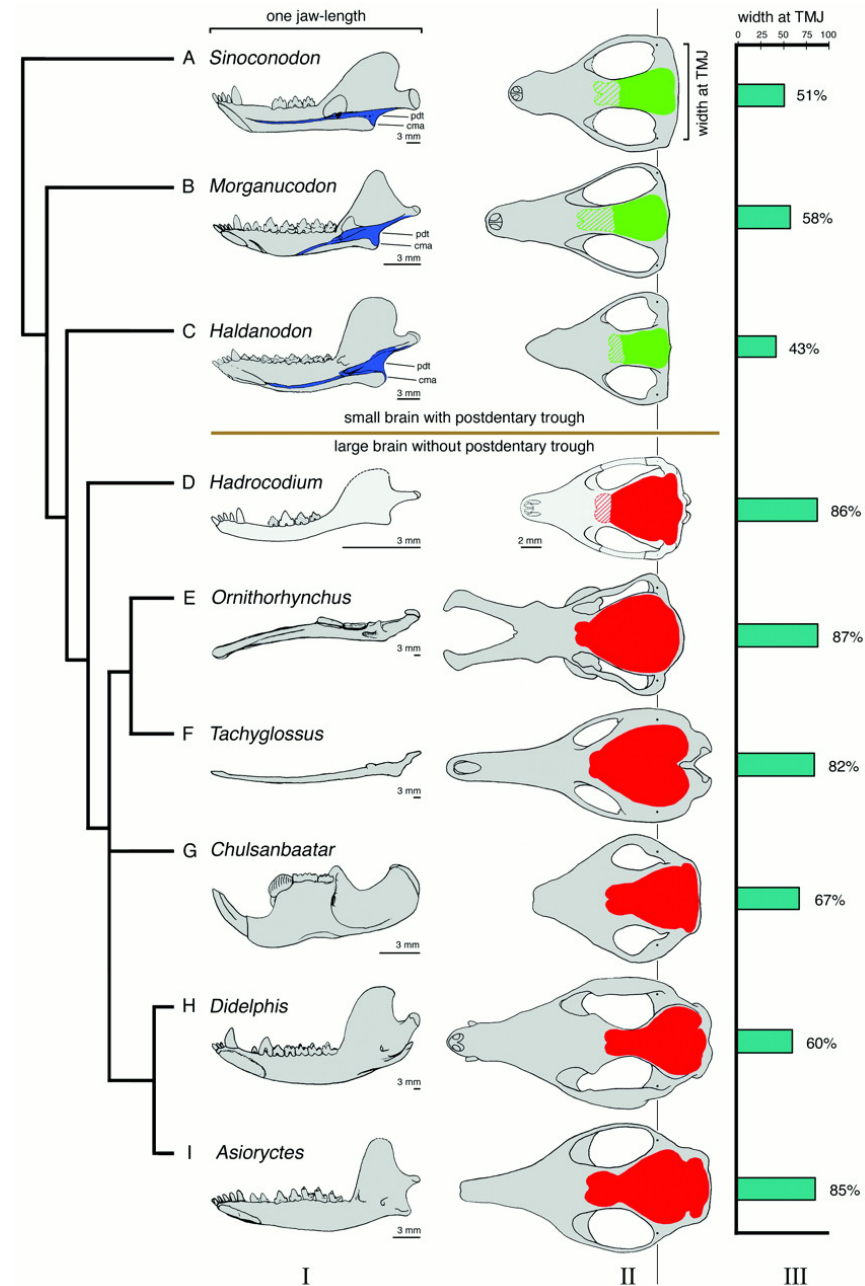 one jaw-length
width at TMJ
0 25 50 75 100
A Sinoconodon
pdt
cma
3 mm
width at TMJ
51%
B Morganucodon
pdt
cma
3 mm
58%
C Haldanodon
pdt
cma
3 mm
43%
small brain with postdentary trough
large brain without postdentary trough
D Hadrocodium
3 mm
2 mm
86%
E Ornithorhynchus
3 mm
87%
F Tachyglossus
3 mm
82%
G Chulsanbaatar
3 mm
67%
H Didelphis
3 mm
60%
I Asioryctes
3 mm
85%
I II III